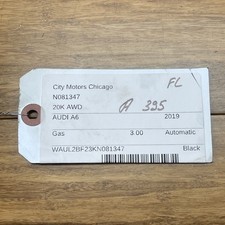 City Motors Chicago FL
N081347
20K AWD A 395
AUDI A6 2019
Gas 3.00 Automatic
WAUL2BF23KN081347 Black